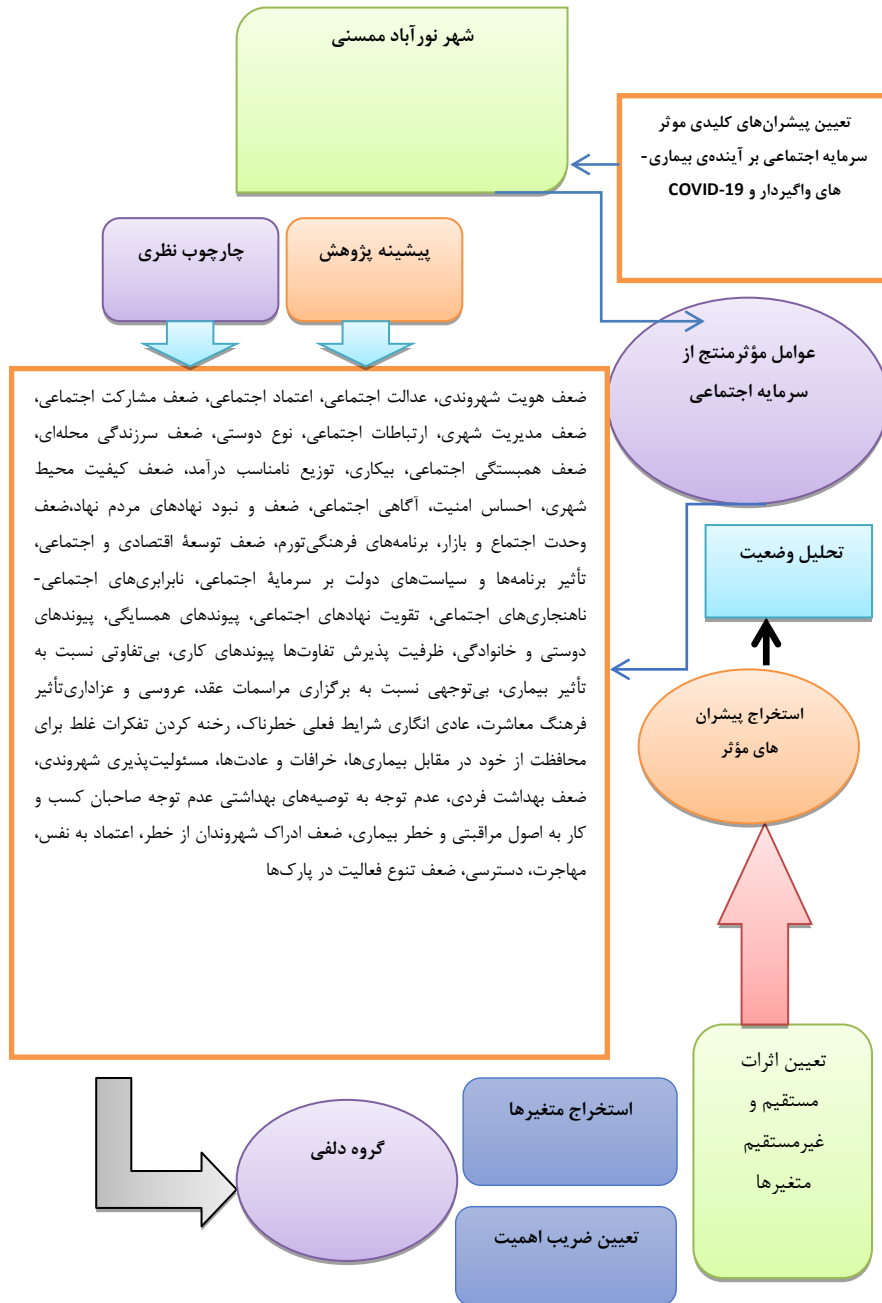 شهر نورآباد ممسنی
تعیین پیشران‌های کلیدی موثر
سرمایه اجتماعی بر آینده‌ی بیماری-
های واگیردار و COVID-19
چارچوب نظری
پیشینه پژوهش
عوامل مؤثرمنتج از
سرمایه اجتماعی
ضعف هویت شهروندی، عدالت اجتماعی، اعتماد اجتماعی، ضعف مشارکت اجتماعی،
ضعف مدیریت شهری، ارتباطات اجتماعی، نوع دوستی، ضعف سرزندگی محله‌ای،
ضعف همبستگی اجتماعی، بیکاری، توزیع نامناسب درآمد، ضعف کیفیت محیط
شهری، احساس امنیت، آگاهی اجتماعی، ضعف و نبود نهادهای مردم نهاد،ضعف
وحدت اجتماع و بازار، برنامه‌های فرهنگی‌تورم، ضعف توسعهٔ اقتصادی و اجتماعی،
تأثیر برنامه‌ها و سیاست‌های دولت بر سرمایهٔ اجتماعی، نابرابری‌های اجتماعی-
ناهنجاری‌های اجتماعی، تقویت نهادهای اجتماعی، پیوندهای همسایگی، پیوندهای
دوستی و خانوادگی، ظرفیت پذیرش تفاوت‌ها پیوندهای کاری، بی‌تفاوتی نسبت به
تأثیر بیماری، بی‌توجهی نسبت به برگزاری مراسمات عقد، عروسی و عزاداری‌تأثیر
فرهنگ معاشرت، عادی انگاری شرایط فعلی خطرناک، رخنه کردن تفکرات غلط برای
محافظت از خود در مقابل بیماری‌ها، خرافات و عادت‌ها، مسئولیت‌پذیری شهروندی،
ضعف بهداشت فردی، عدم توجه به توصیه‌های بهداشتی عدم توجه صاحبان کسب و
کار به اصول مراقبتی و خطر بیماری، ضعف ادراک شهروندان از خطر، اعتماد به نفس،
مهاجرت، دسترسی، ضعف تنوع فعالیت در پارک‌ها
تحلیل وضعیت
استخراج پیشران
های مؤثر
تعیین اثرات
مستقیم و
غیرمستقیم
متغیرها
استخراج متغیرها
گروه دلفی
تعیین ضریب اهمیت